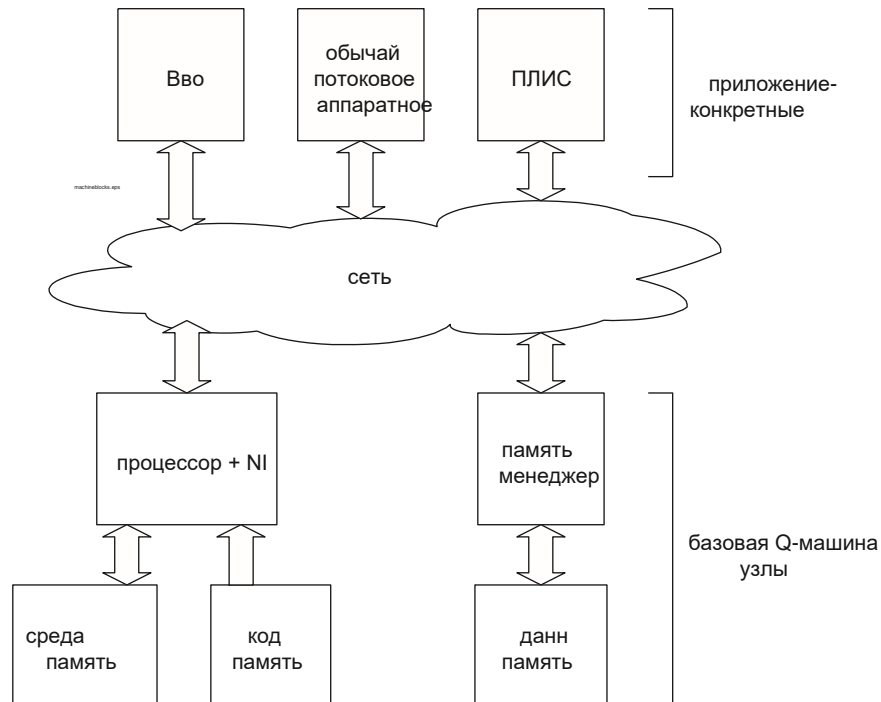 Вво
обычай
потоковое
аппаратное
ПЛИС
приложение-
конкретные
machineblocks.eps
сеть
процессор + NI
память
менеджер
базовая Q-машина
узлы
среда
память
код
память
данн
память